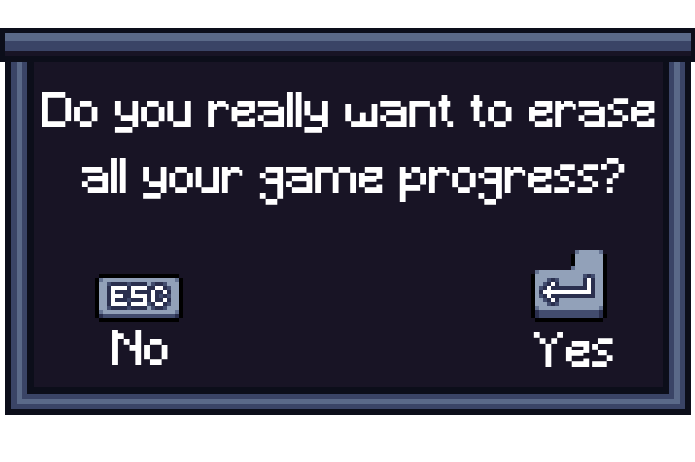 Do you really want to erase
all your game progress?
ESC
No
Yes